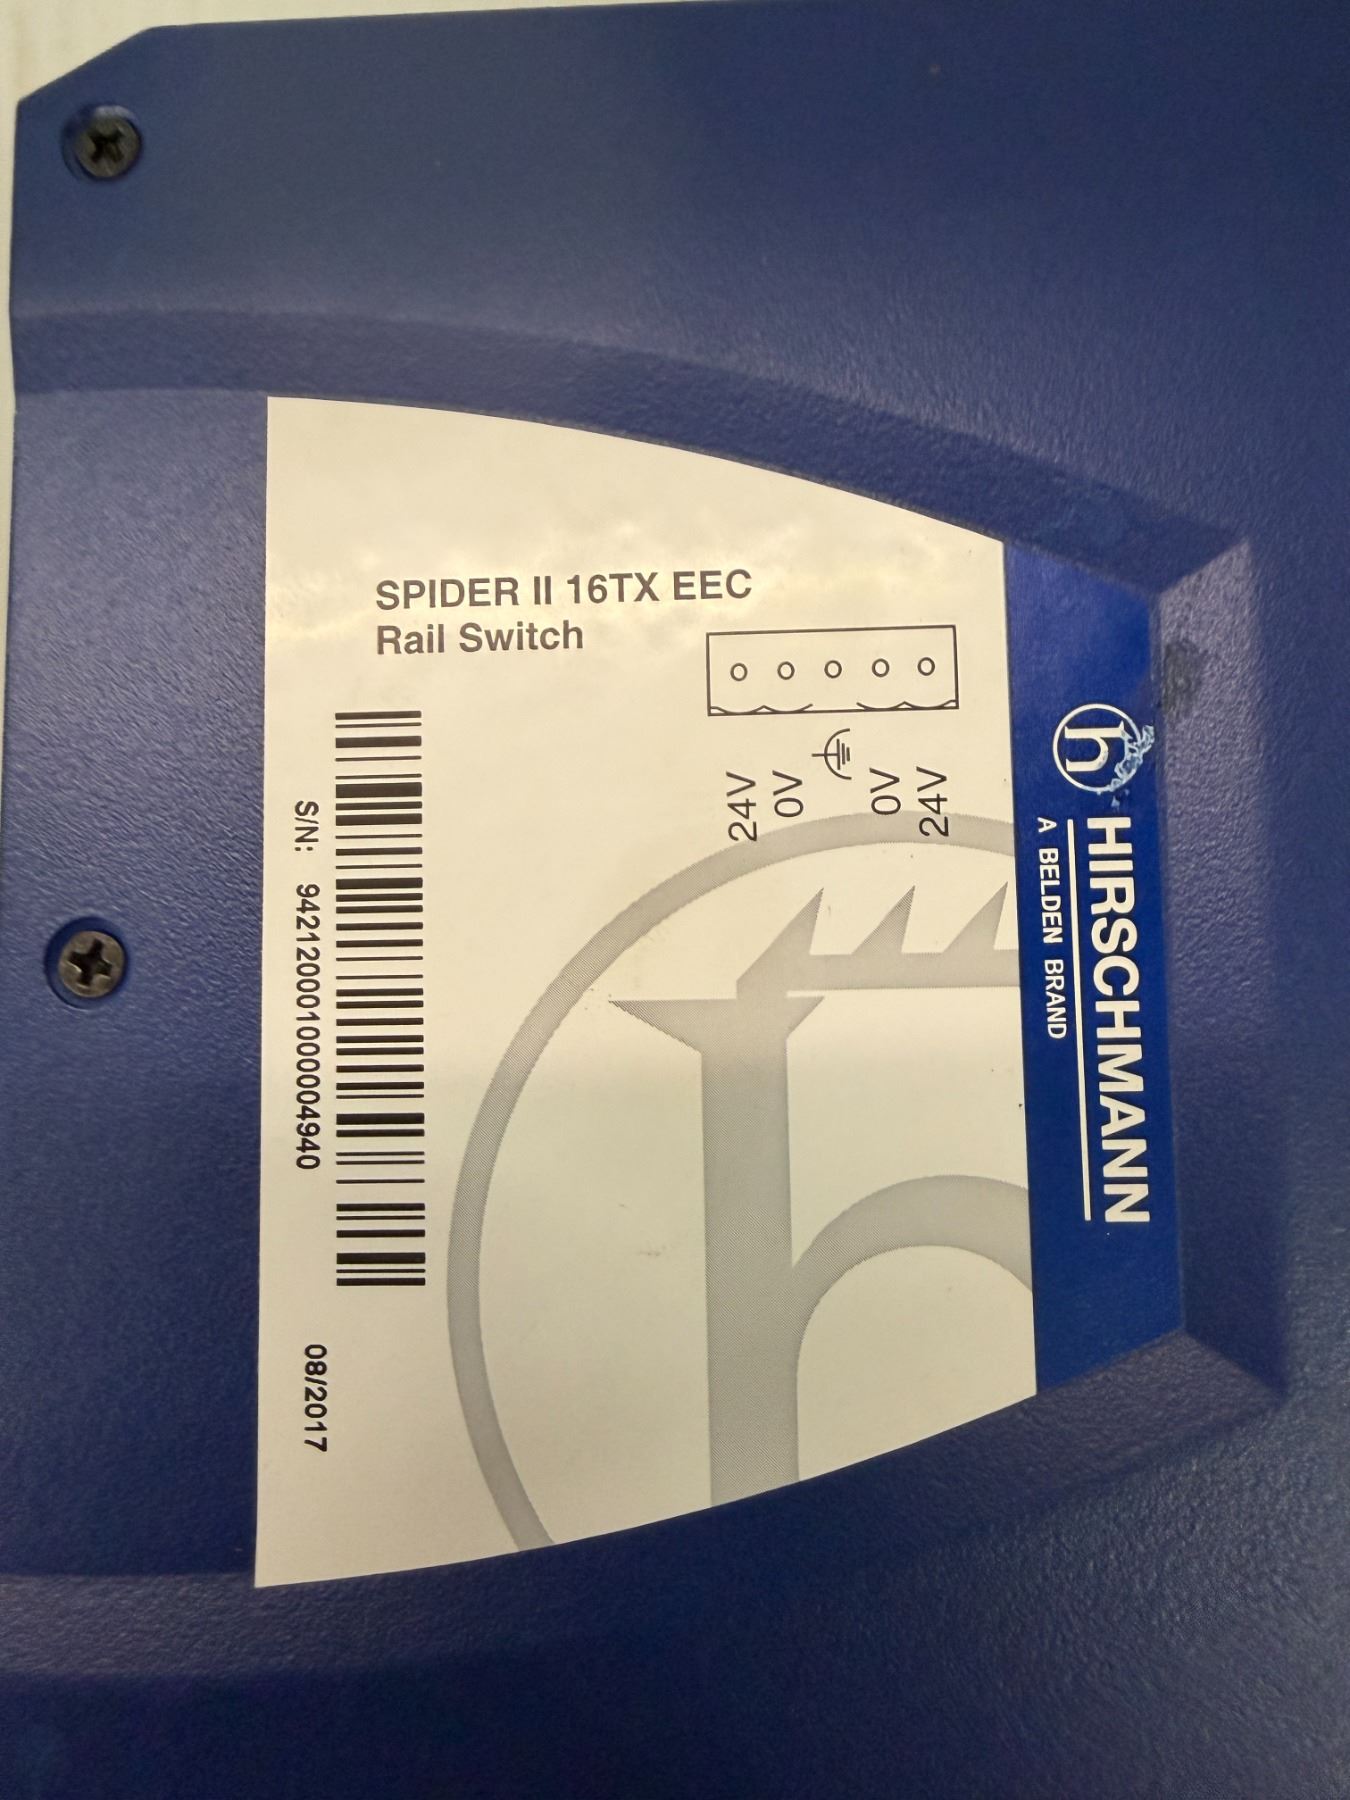 SPIDER II 16TX EEC
Rail Switch
24V
0V
0V
24V
S/N: 942120001000004940
08/2017
h
HIRSCHMANN
A BELDEN BRAND